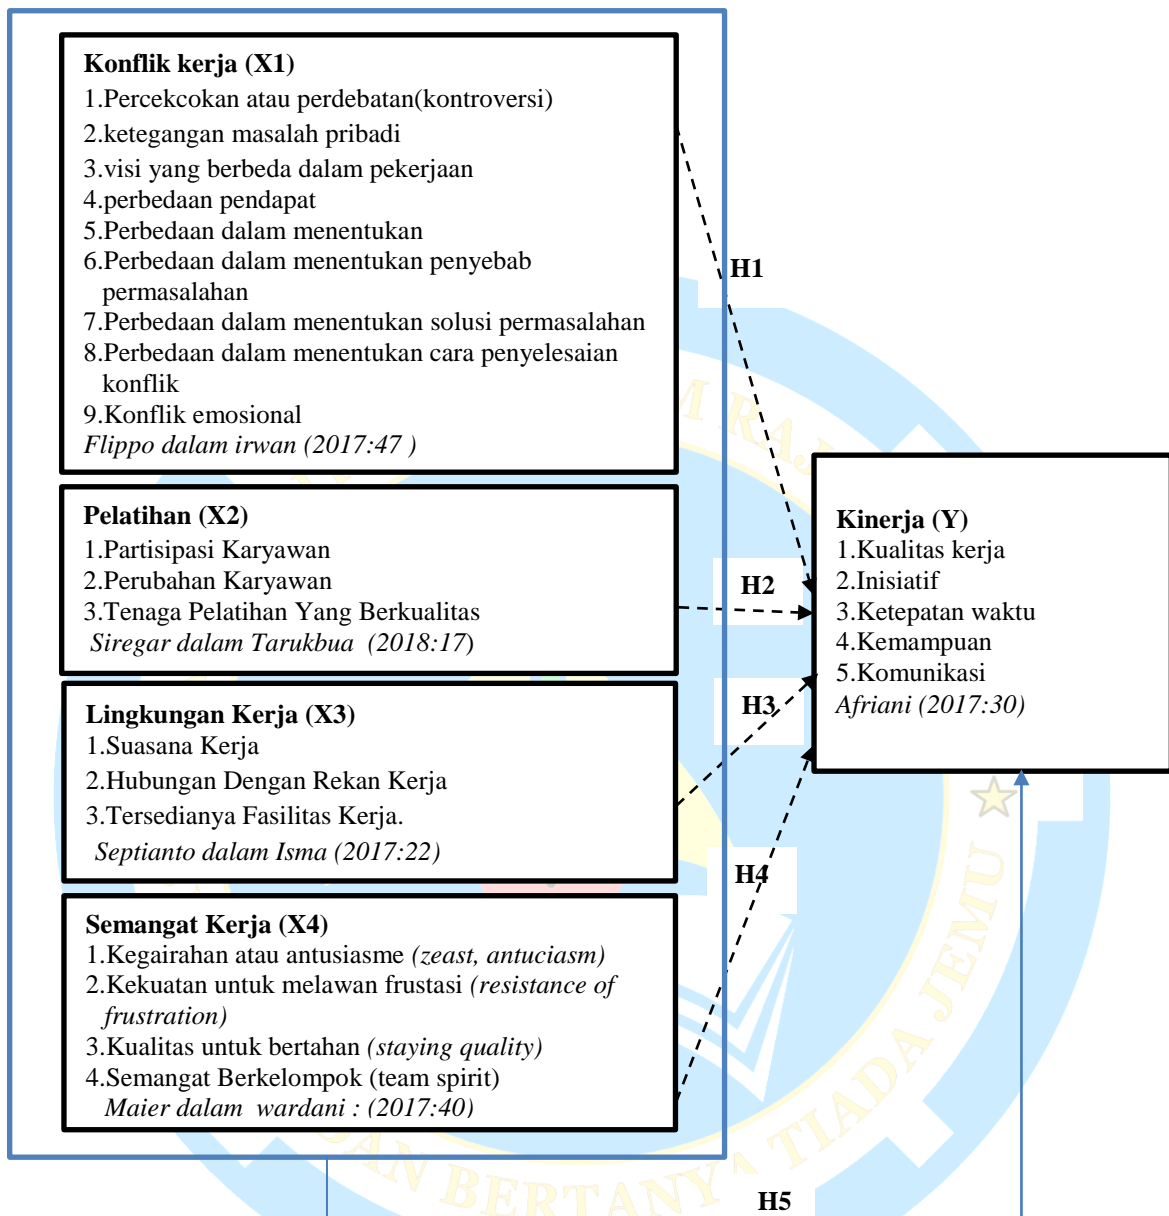 Konflik kerja (X1)
1.Percekcokan atau perdebatan(kontroversi)
2.ketegangan masalah pribadi
3.visi yang berbeda dalam pekerjaan
4.perbedaan pendapat
5.Perbedaan dalam menentukan
6.Perbedaan dalam menentukan penyebab
permasalahan
7.Perbedaan dalam menentukan solusi permasalahan
8.Perbedaan dalam menentukan cara penyelesaian
konflik
9.Konflik emosional
Flippo dalam irwan (2017:47 )
H1
Pelatihan (X2)
1.Partisipasi Karyawan
2.Perubahan Karyawan
3.Tenaga Pelatihan Yang Berkualitas
Siregar dalam Tarukbua (2018:17)
H2
Lingkungan Kerja (X3)
1.Suasana Kerja
2.Hubungan Dengan Rekan Kerja
3.Tersedianya Fasilitas Kerja.
Septianto dalam Isma (2017:22)
H3
Semangat Kerja (X4)
1.Kegairahan atau antusiasme (zeast, antuciasm)
2.Kekuatan untuk melawan frustasi (resistance of
frustration)
3.Kualitas untuk bertahan (staying quality)
4.Semangat Berkelompok (team spirit)
Maier dalam wardani : (2017:40)
H4
Kinerja (Y)
1.Kualitas kerja
2.Inisiatif
3.Ketepatan waktu
4.Kemampuan
5.Komunikasi
Afriani (2017:30)
H5
BERTANYA TIADA JEMU